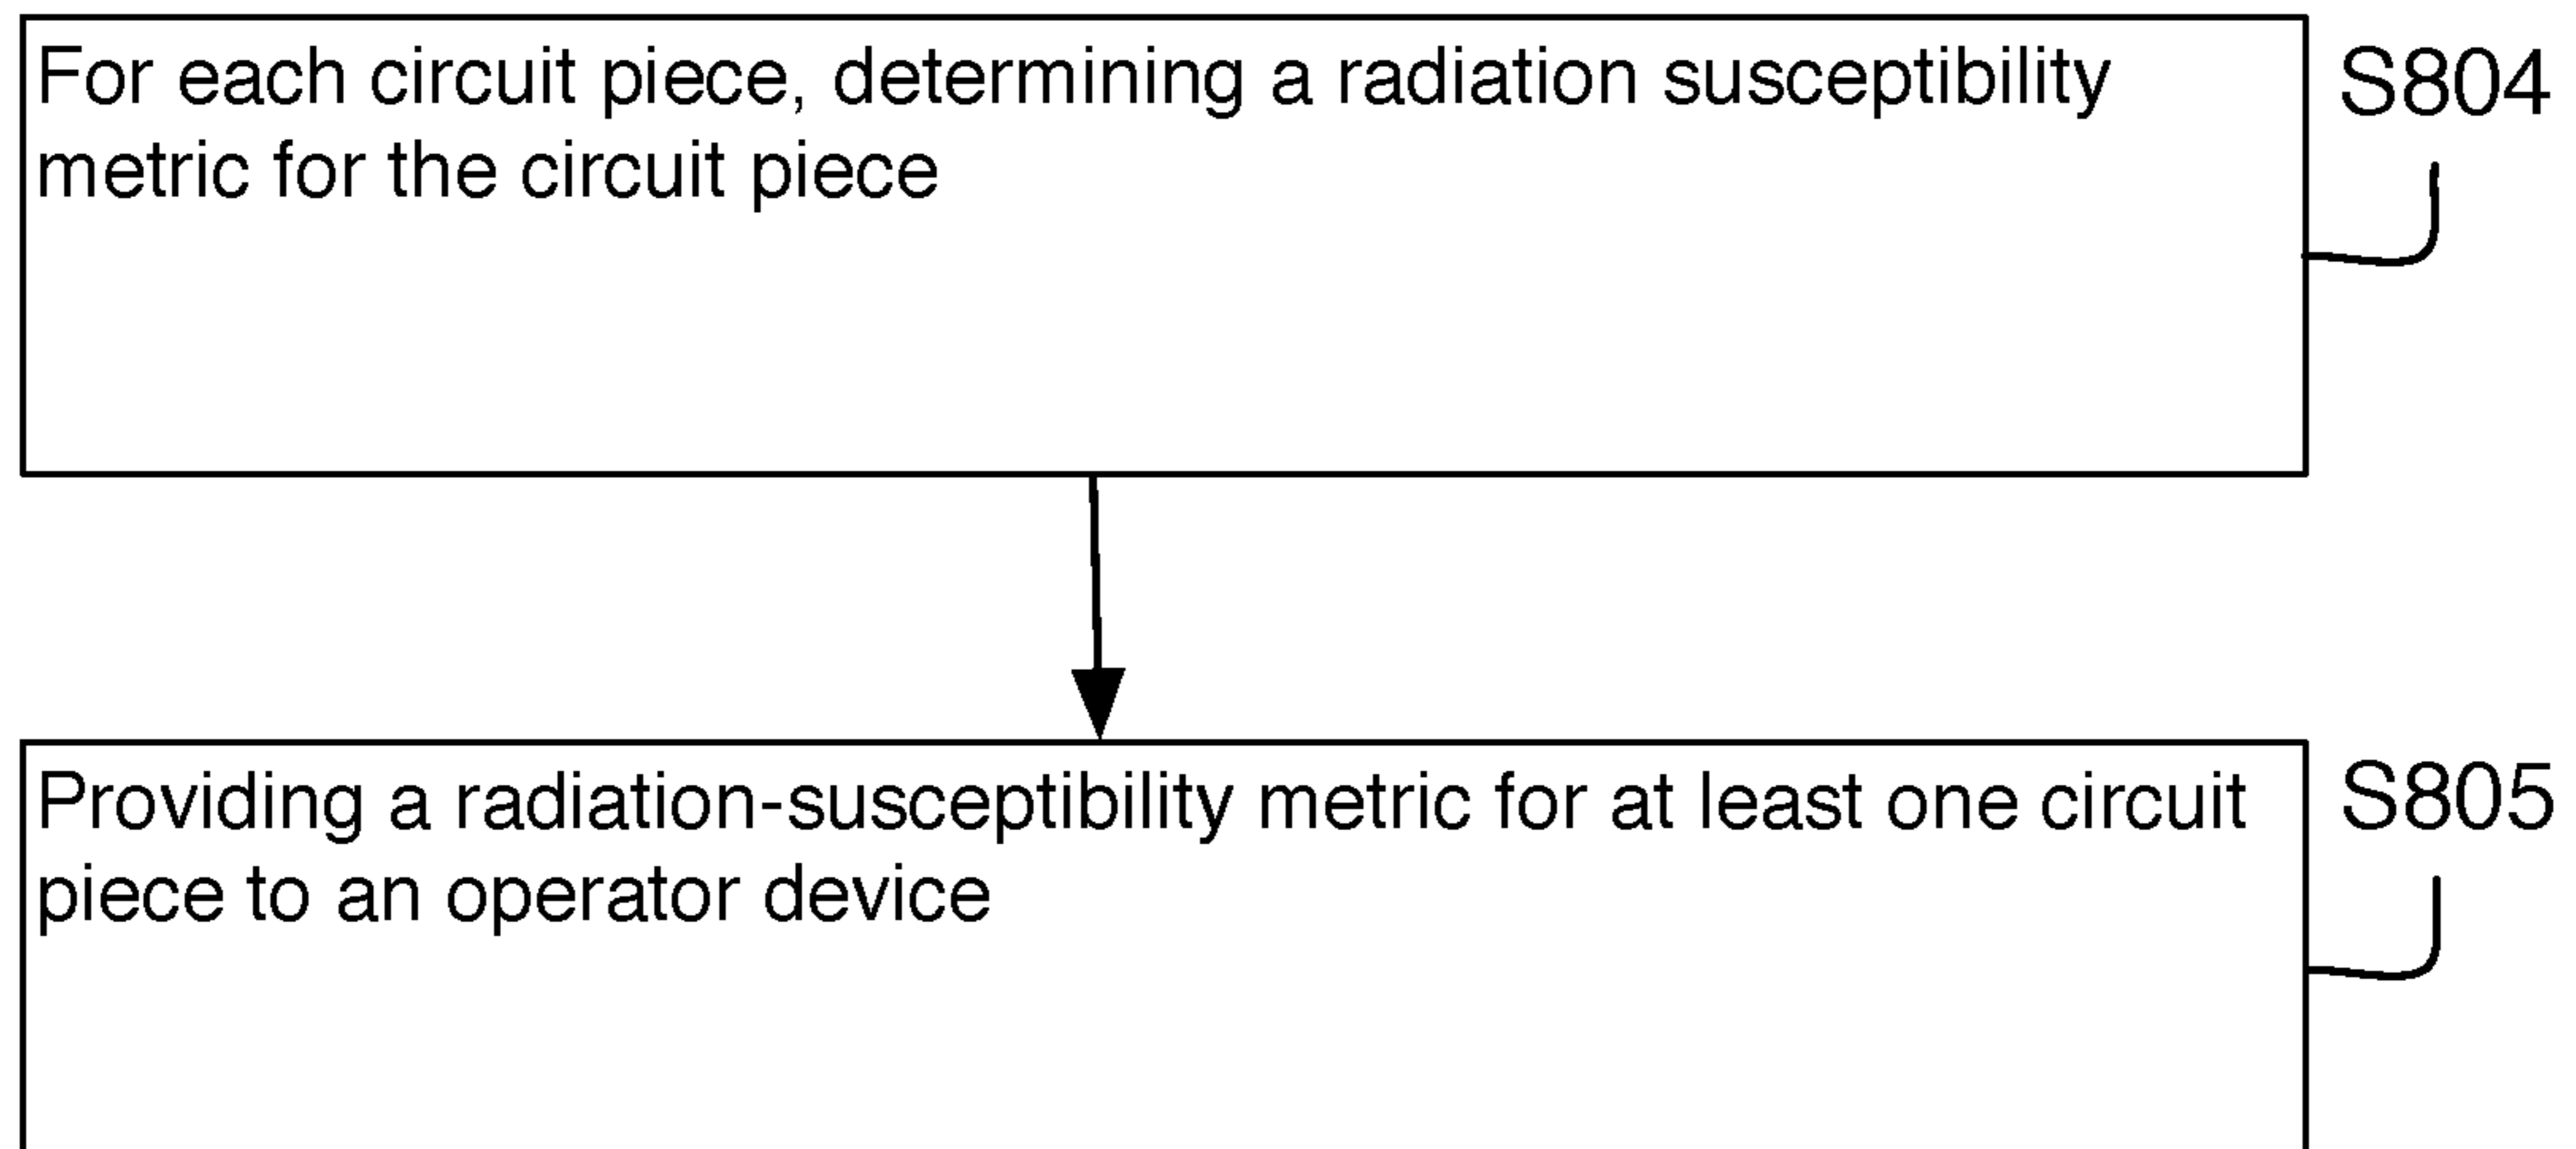 For each circuit piece, determining a radiation susceptibility
metric for the circuit piece
S804
Providing a radiation-susceptibility metric for at least one circuit
piece to an operator device
S805